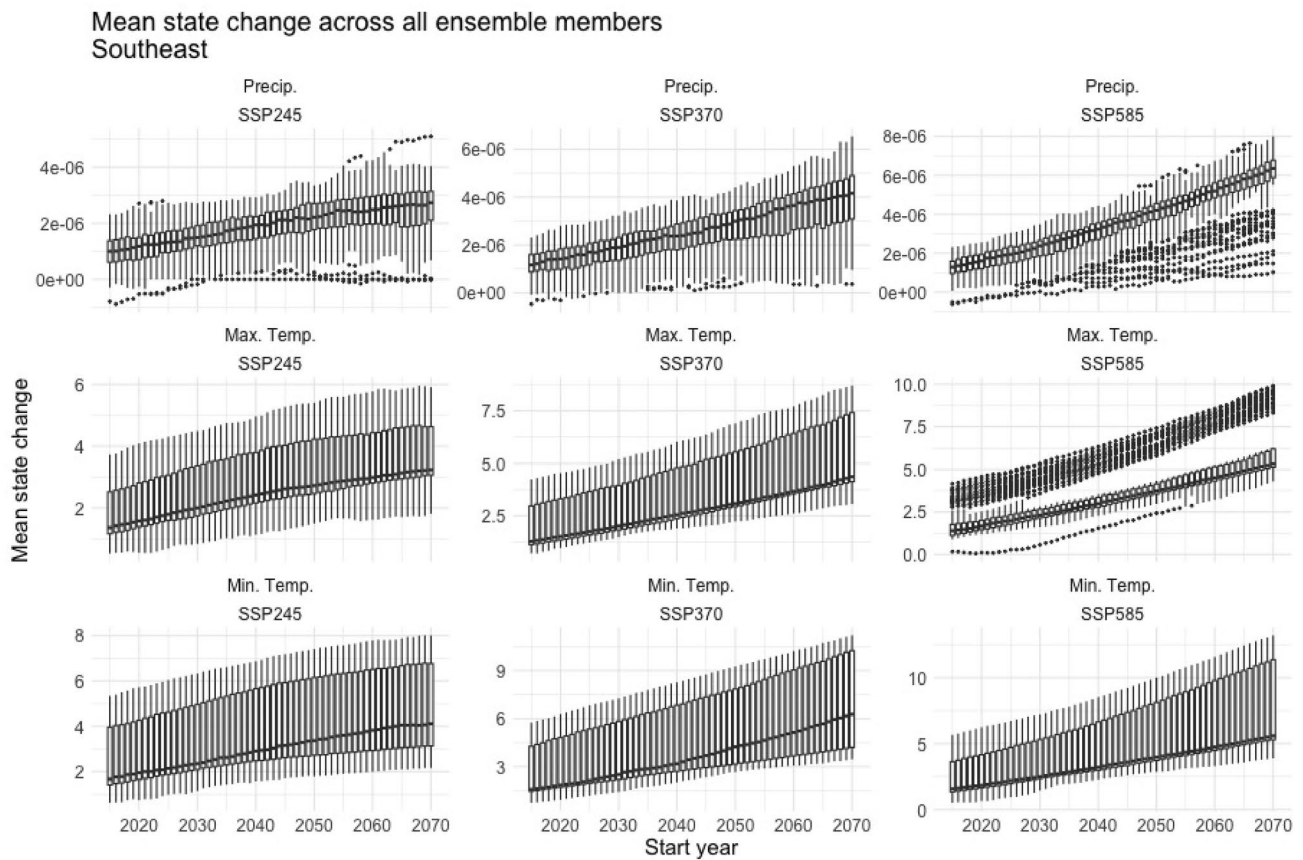 Mean state change across all ensemble members
Southeast
Precip. Precip. Precip.
SSP245 SSP370 SSP585
4e-06
2e-06
0e+00
6e-06
4e-06
2e-06
0e+00
8e-06
6e-06
4e-06
2e-06
0e+00
Max. Temp. Max. Temp. Max. Temp.
SSP245 SSP370 SSP585
6
4
2
7.5
5.0
2.5
10.0
7.5
5.0
2.5
0.0
Mean state change
Min. Temp. Min. Temp. Min. Temp.
SSP245 SSP370 SSP585
8
6
4
2
9
6
3
10
5
0
2020 2030 2040 2050 2060 2070 2020 2030 2040 2050 2060 2070 2020 2030 2040 2050 2060 2070
Start year